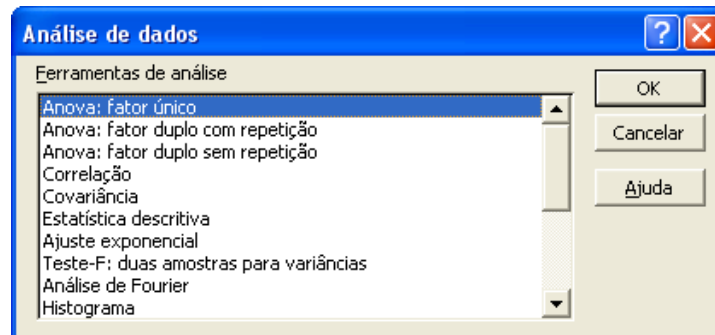 Análise de dados
Ferramentas de análise
Anova: fator único
Anova: fator duplo com repetição
Anova: fator duplo sem repetição
Correlação
Covariância
Estatística descritiva
Ajuste exponencial
Teste-F: duas amostras para variâncias
Análise de Fourier
Histograma
OK
Cancelar
Ajuda